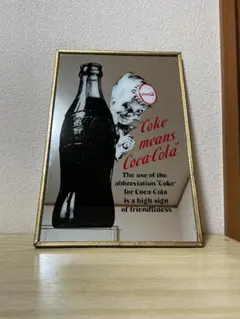 "Coke
means
Coca-Cola"
The use of the
abbreviation "Coke"
for Coca-Cola
is a high sign
of friendliness